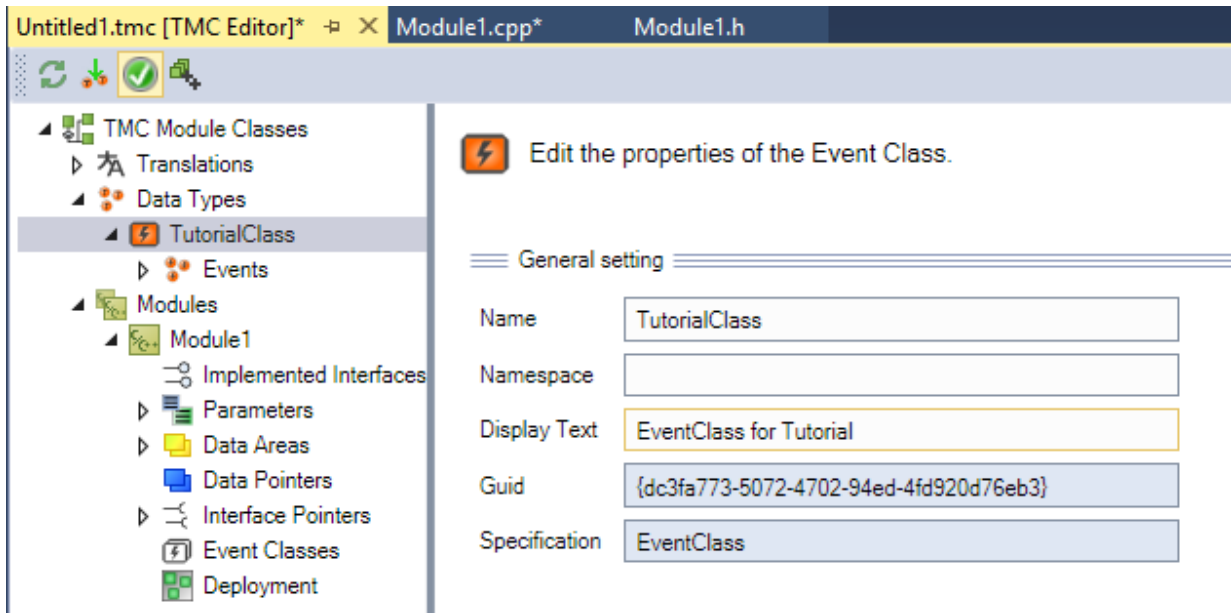 Untitled1.tmc [TMC Editor]* Module1.cpp* Module1.h
TMC Module Classes
Translations
Data Types
TutorialClass
Events
Modules
Module1
Implemented Interfaces
Parameters
Data Areas
Data Pointers
Interface Pointers
Event Classes
Deployment
Edit the properties of the Event Class.
General setting
Name TutorialClass
Namespace
Display Text EventClass for Tutorial
Guid {dc3fa773-5072-4702-94ed-4fd920d76eb3}
Specification EventClass